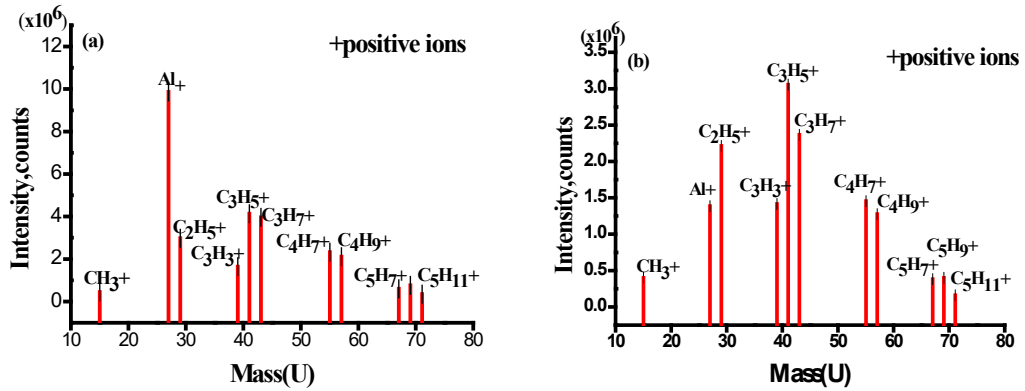 (x10⁶)
(a)
+positive ions
12
10
8
6
4
2
0
Intensity,counts
Al+
C3H5+
C3H7+
C2H5+
C3H3+
C4H7+
C4H9+
C5H7+
C5H11+
CH3+
10 20 30 40 50 60 70 80
Mass(U)
(x10⁶)
(b)
+positive ions
3.5
3.0
2.5
2.0
1.5
1.0
0.5
0.0
Intensity,counts
C3H5+
C3H7+
C2H5+
Al+
C3H3+
C4H7+
C4H9+
C5H9+
CH3+
C5H7+
C5H11+
10 20 30 40 50 60 70 80
Mass(U)